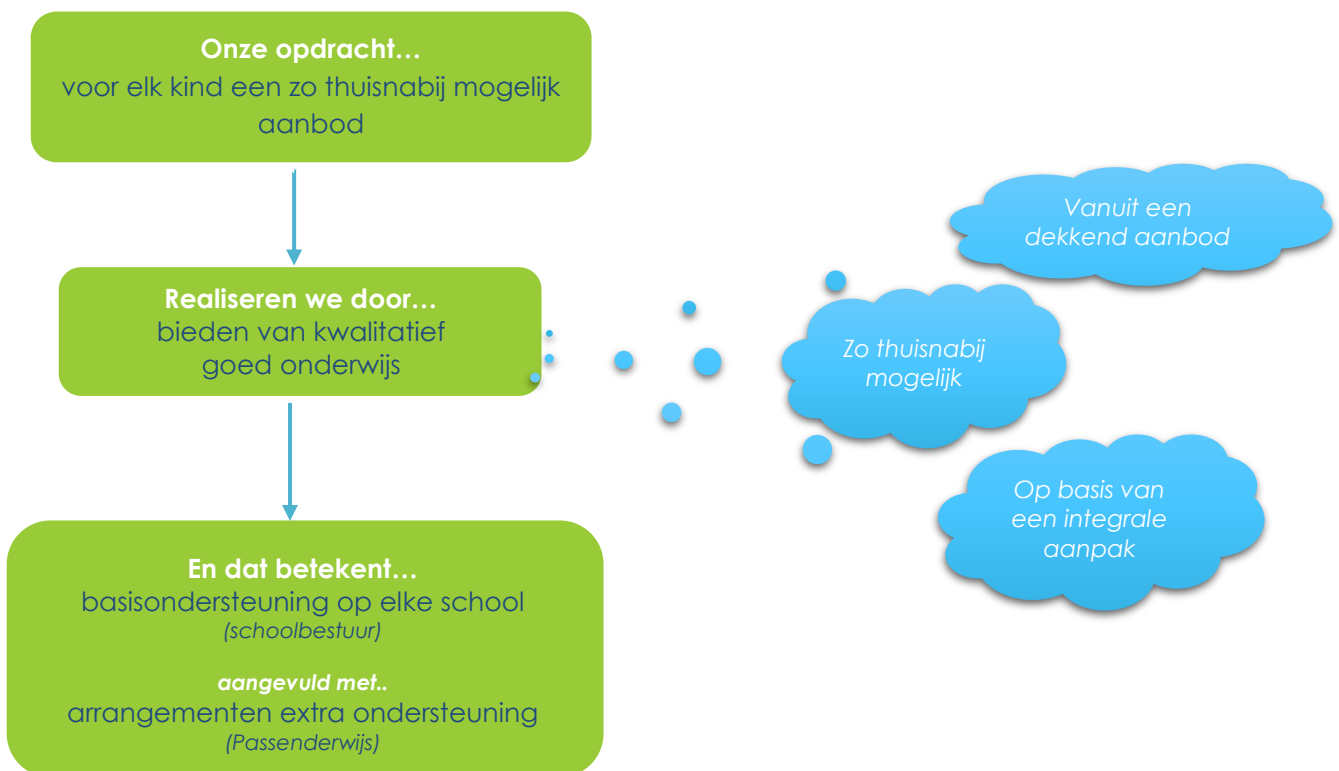 Onze opdracht…
voor elk kind een zo thuisnabij mogelijk
aanbod
Realiseren we door…
bieden van kwalitatief
goed onderwijs
En dat betekent…
basisondersteuning op elke school
(schoolbestuur)
aangevuld met..
arrangementen extra ondersteuning
(Passenderwijs)
Vanuit een
dekkend aanbod
Zo thuisnabij
mogelijk
Op basis van
een integrale
aanpak